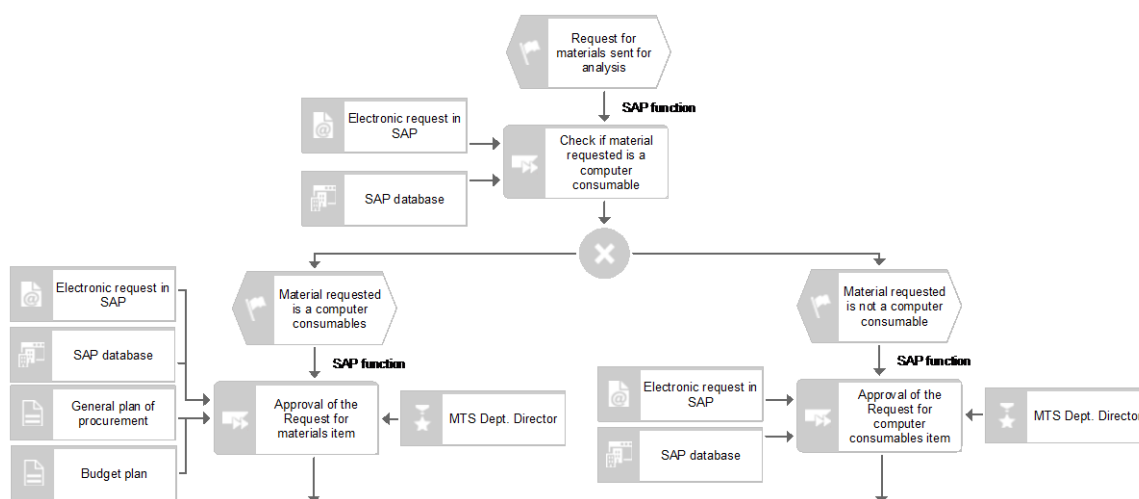 Request for
materials sent for
analysis
SAP function
Electronic request in
SAP
Check if material
requested is a
computer
consumable
SAP database
Electronic request in
SAP
Material requested
is a computer
consumables
Material requested
is not a computer
consumable
SAP database
SAP function
SAP function
General plan of
procurement
Approval of the
Request for
materials item
MTS Dept. Director
Electronic request in
SAP
Approval of the
Request for
computer
consumables item
MTS Dept. Director
Budget plan
SAP database